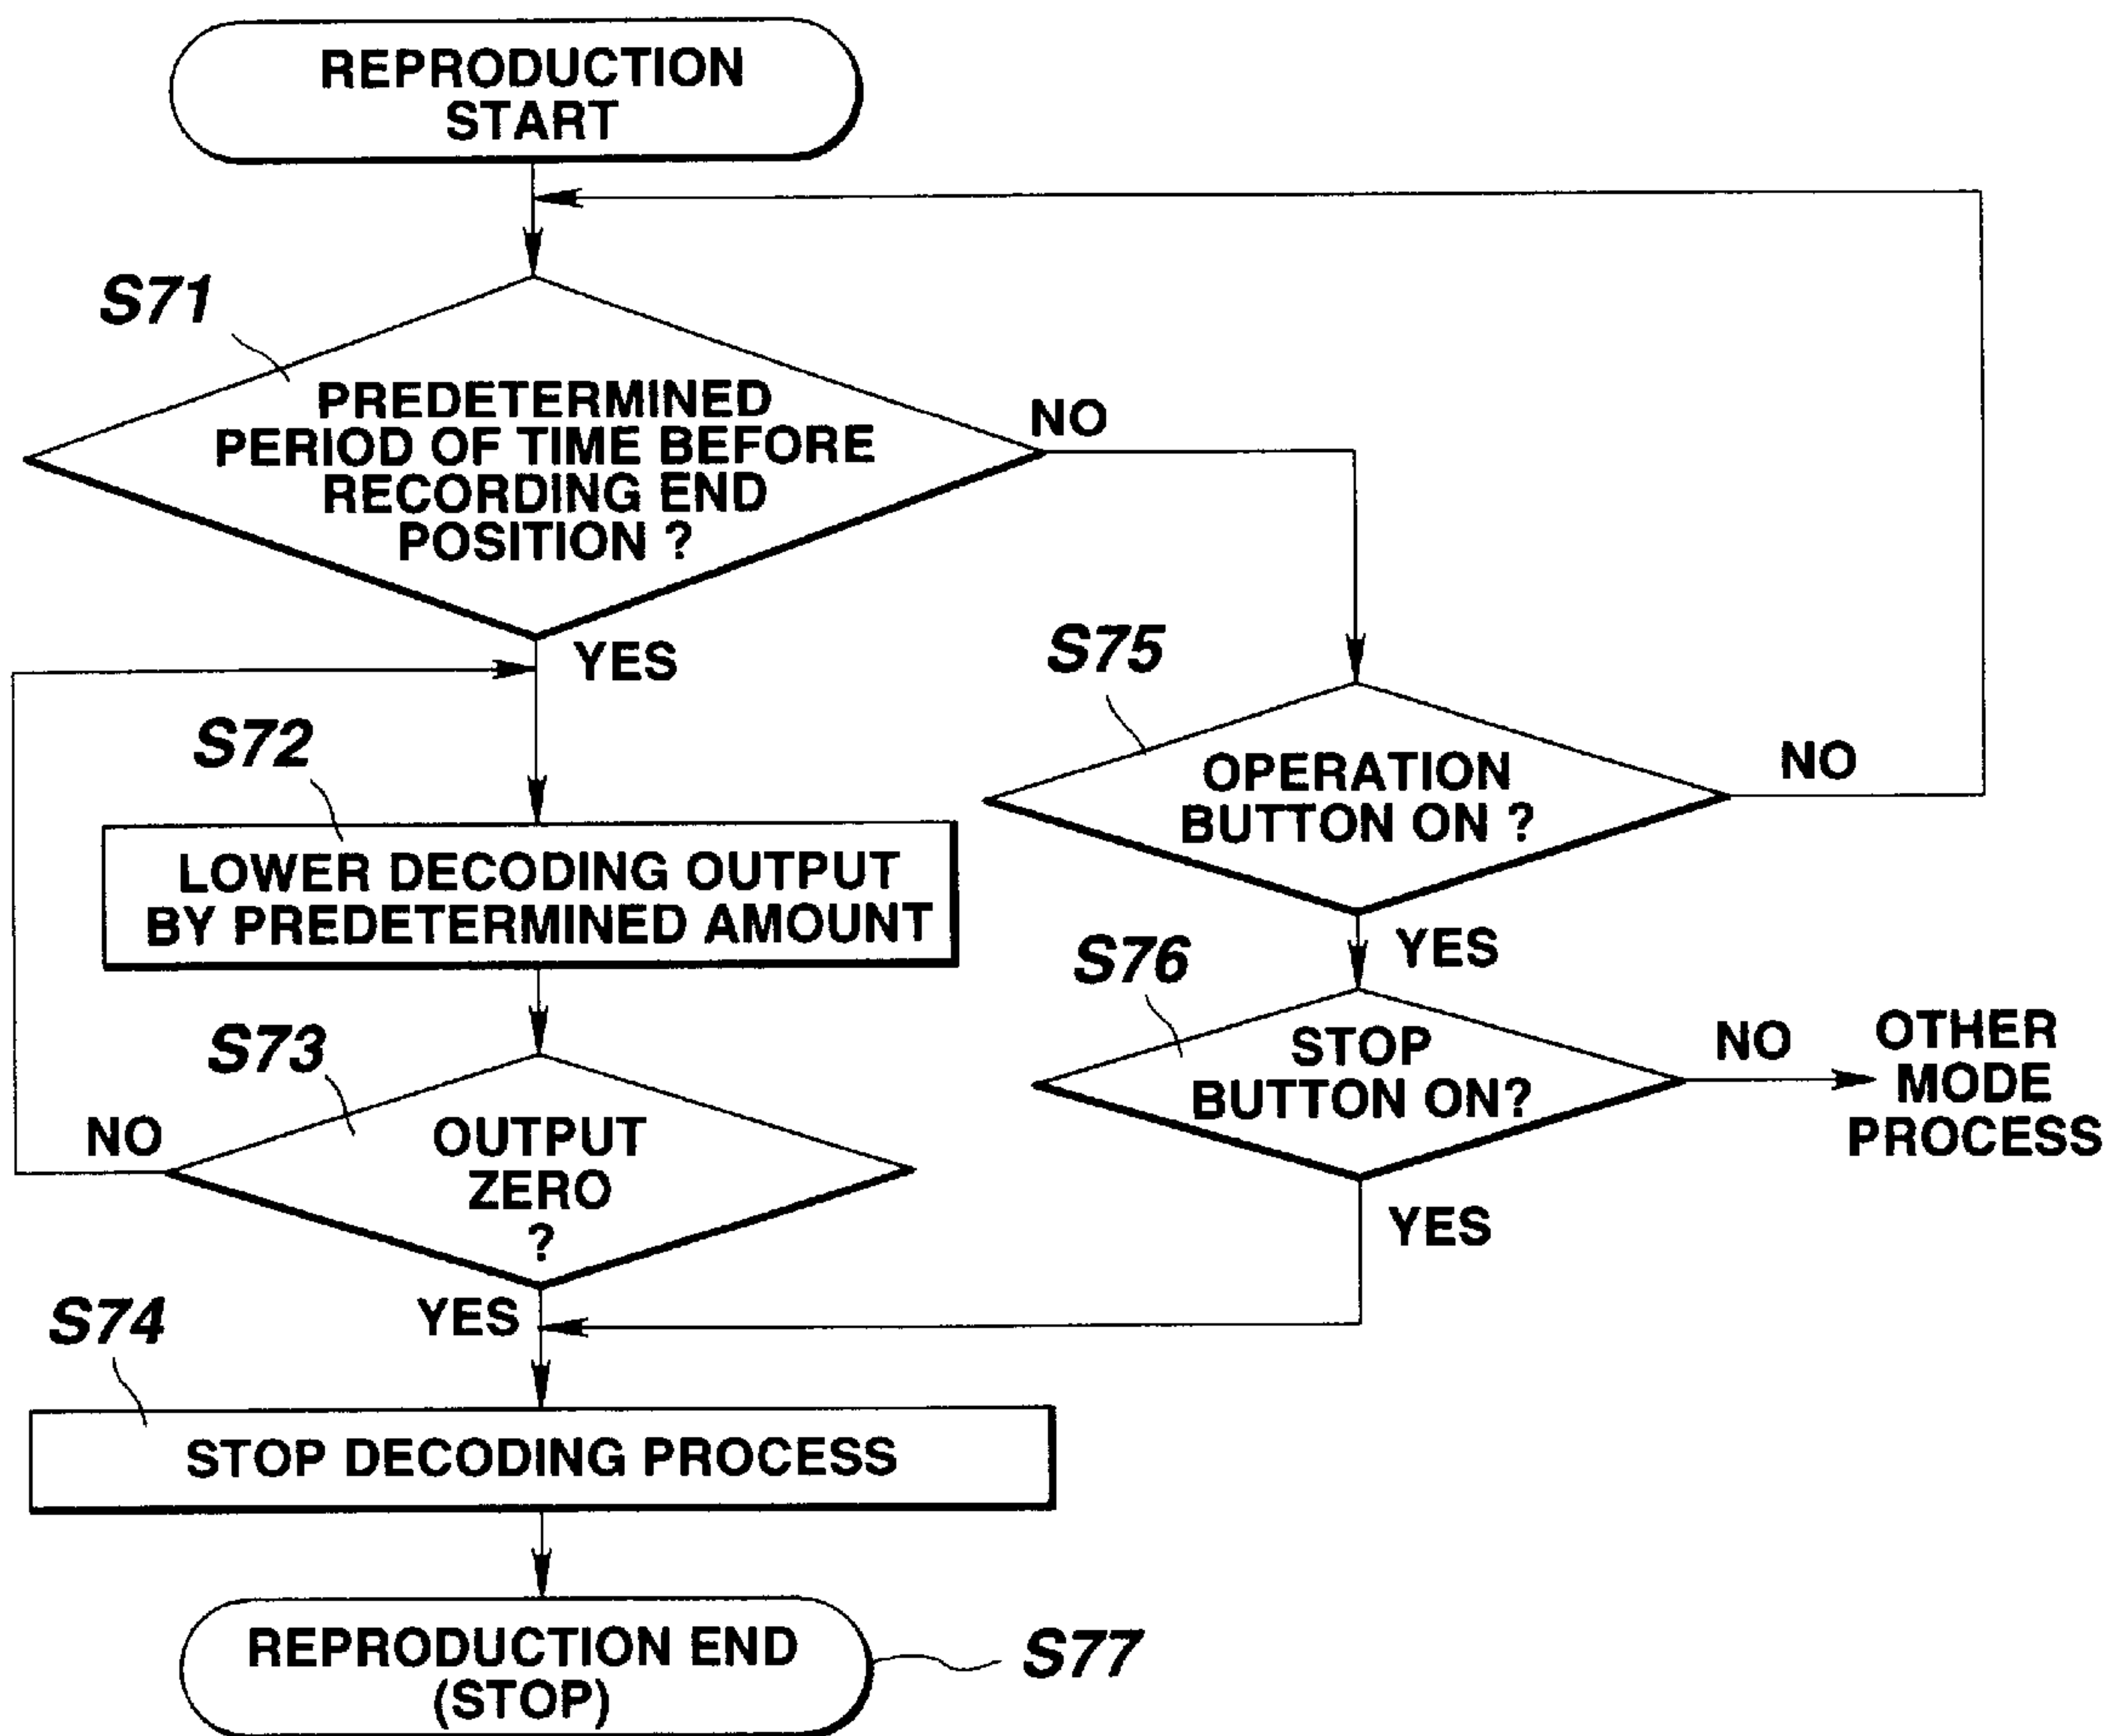 REPRODUCTION
START
S71
PREDETERMINED
PERIOD OF TIME BEFORE
RECORDING END
POSITION ?
NO
YES
S75
OPERATION
BUTTON ON ?
NO
YES
S72
LOWER DECODING OUTPUT
BY PREDETERMINED AMOUNT
S76
STOP
BUTTON ON?
NO
OTHER
MODE
PROCESS
YES
S73
OUTPUT
ZERO
?
NO
YES
S74
STOP DECODING PROCESS
REPRODUCTION END
(STOP)
S77